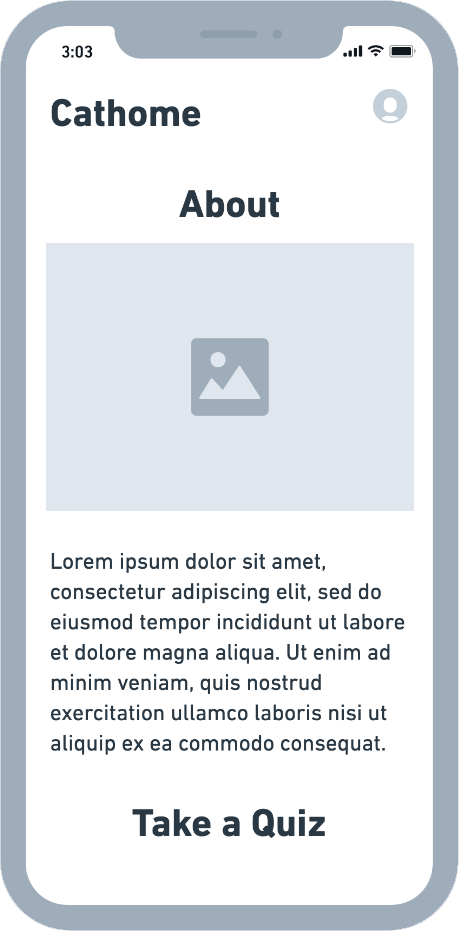 3:03
Cathome
About
Lorem ipsum dolor sit amet,
consectetur adipiscing elit, sed do
eiusmod tempor incididunt ut labore
et dolore magna aliqua. Ut enim ad
minim veniam, quis nostrud
exercitation ullamco laboris nisi ut
aliquip ex ea commodo consequat.
Take a Quiz